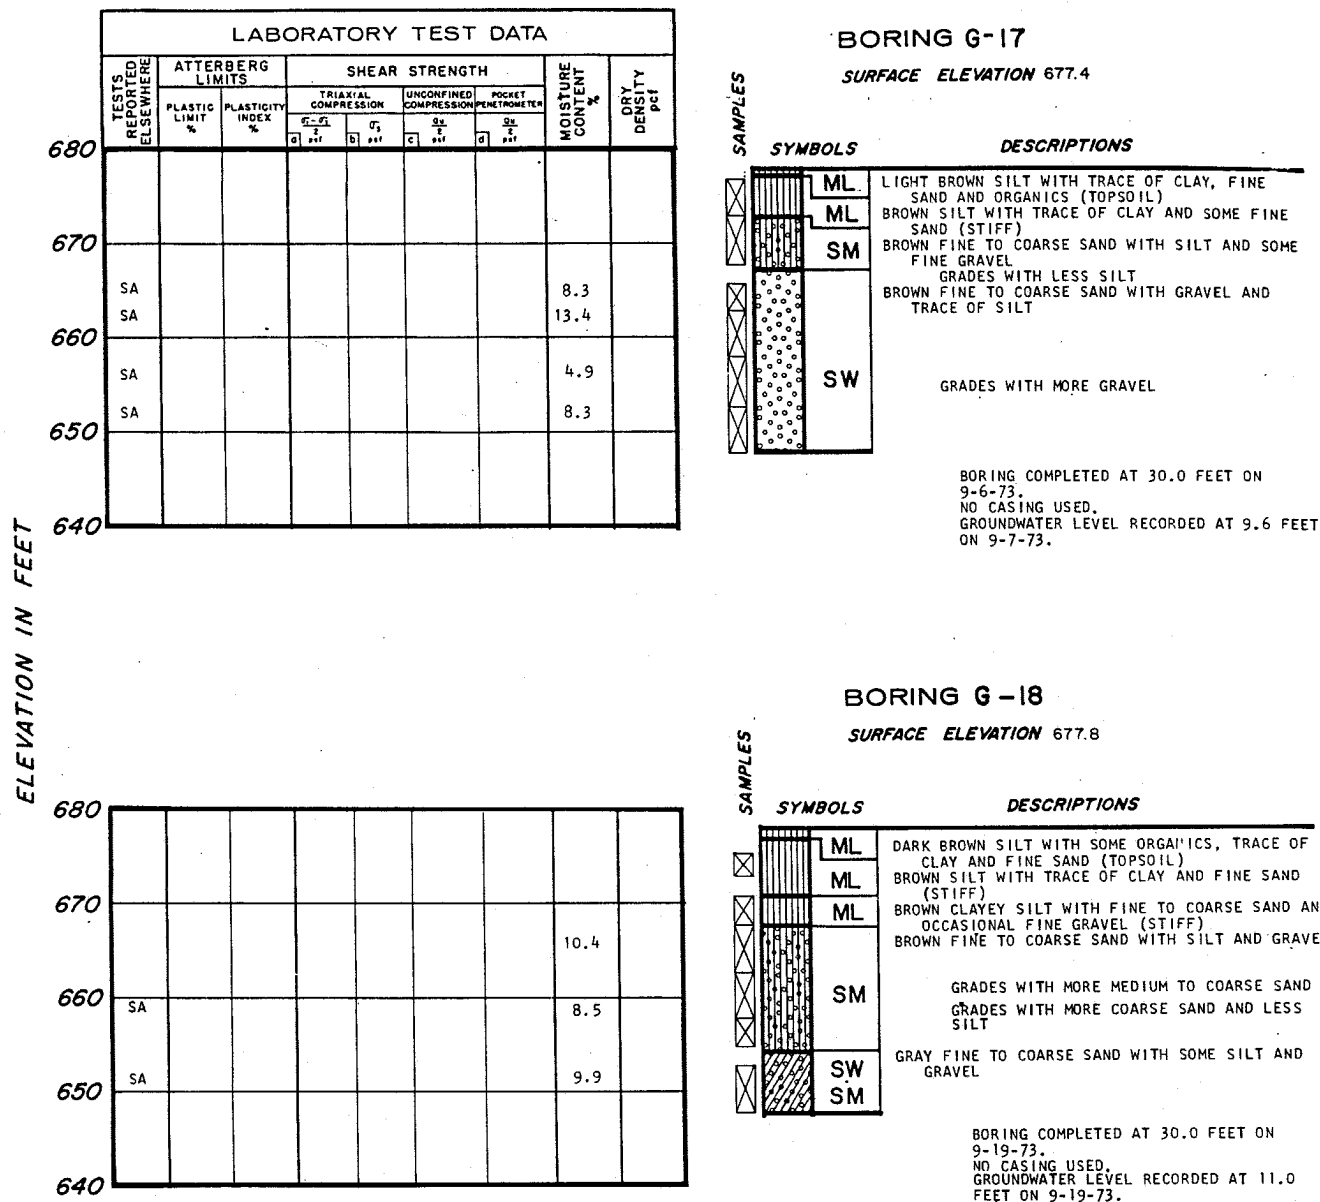 LABORATORY TEST DATA
TESTS REPORTED ELSEWHERE
ATTERBERG LIMITS
SHEAR STRENGTH
MOISTURE CONTENT %
DRY DENSITY pcf
PLASTIC LIMIT %
PLASTICITY INDEX %
TRIAXIAL COMPRESSION
UNCONFINED COMPRESSION
POCKET PENETROMETER
a psf
b psf
c psf
d psf
ELEVATION IN FEET
680
670
SA 8.3
SA 13.4
660
SA 4.9
SA 8.3
650
640
BORING G-17
SURFACE ELEVATION 677.4
SAMPLES
SYMBOLS DESCRIPTIONS
ML LIGHT BROWN SILT WITH TRACE OF CLAY, FINE
SAND AND ORGANICS (TOPSOIL)
ML BROWN SILT WITH TRACE OF CLAY AND SOME FINE
SAND (STIFF)
SM BROWN FINE TO COARSE SAND WITH SILT AND SOME
FINE GRAVEL
GRADES WITH LESS SILT
BROWN FINE TO COARSE SAND WITH GRAVEL AND
TRACE OF SILT
SW GRADES WITH MORE GRAVEL
BORING COMPLETED AT 30.0 FEET ON
9-6-73.
NO CASING USED.
GROUNDWATER LEVEL RECORDED AT 9.6 FEET
ON 9-7-73.
680
670
10.4
660
SA 8.5
SA 9.9
650
640
BORING G-18
SURFACE ELEVATION 677.8
SAMPLES
SYMBOLS DESCRIPTIONS
ML DARK BROWN SILT WITH SOME ORGANICS, TRACE OF
CLAY AND FINE SAND (TOPSOIL)
ML BROWN SILT WITH TRACE OF CLAY AND FINE SAND
(STIFF)
ML BROWN CLAYEY SILT WITH FINE TO COARSE SAND AN
OCCASIONAL FINE GRAVEL (STIFF)
BROWN FINE TO COARSE SAND WITH SILT AND GRAVE
SM GRADES WITH MORE MEDIUM TO COARSE SAND
GRADES WITH MORE COARSE SAND AND LESS
SILT
GRAY FINE TO COARSE SAND WITH SOME SILT AND
SW GRAVEL
SM
BORING COMPLETED AT 30.0 FEET ON
9-19-73.
NO CASING USED.
GROUNDWATER LEVEL RECORDED AT 11.0
FEET ON 9-19-73.